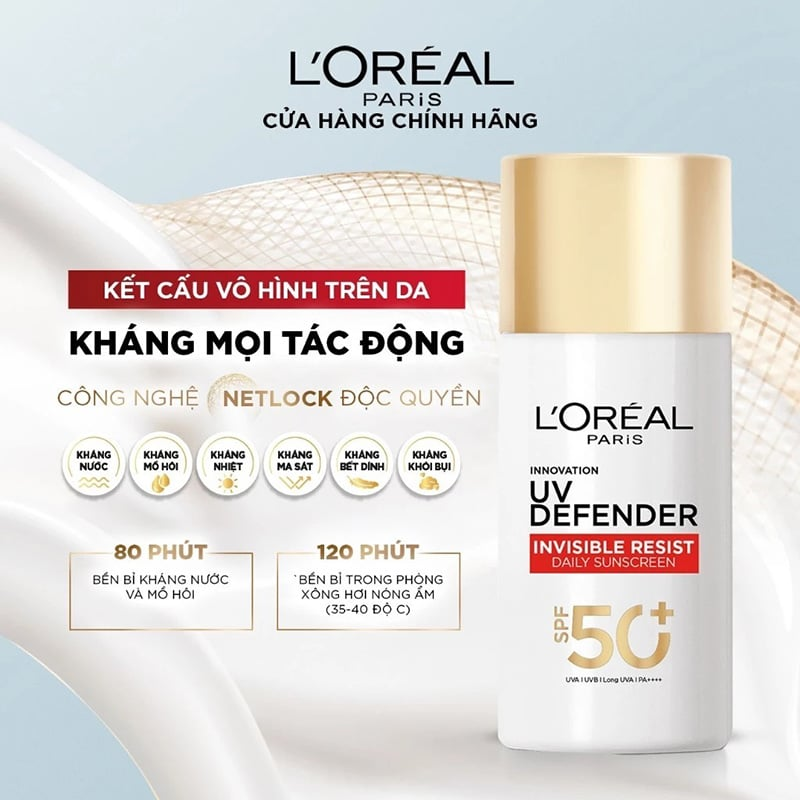 L'ORÉAL
PARiS
CỬA HÀNG CHÍNH HÃNG
KẾT CẤU VÔ HÌNH TRÊN DA
KHÁNG MỌI TÁC ĐỘNG
CÔNG NGHỆ NETLOCK ĐỘC QUYỀN
KHÁNG
NƯỚC
KHÁNG
MỒ HÔI
KHÁNG
NHIỆT
KHÁNG
MA SÁT
KHÁNG
BẾT DÍNH
KHÁNG
KHÓI BỤI
80 PHÚT
BỀN BỈ KHÁNG NƯỚC
VÀ MỒ HÔI
120 PHÚT
`BỀN BỈ TRONG PHÒNG
XÔNG HƠI NÓNG ẨM
(35-40 ĐỘ C)
L'ORÉAL
PARiS
INNOVATION
UV
DEFENDER
INVISIBLE RESIST
DAILY SUNSCREEN
SPF 50+
UVA I UVB I Long UVA I PA++++